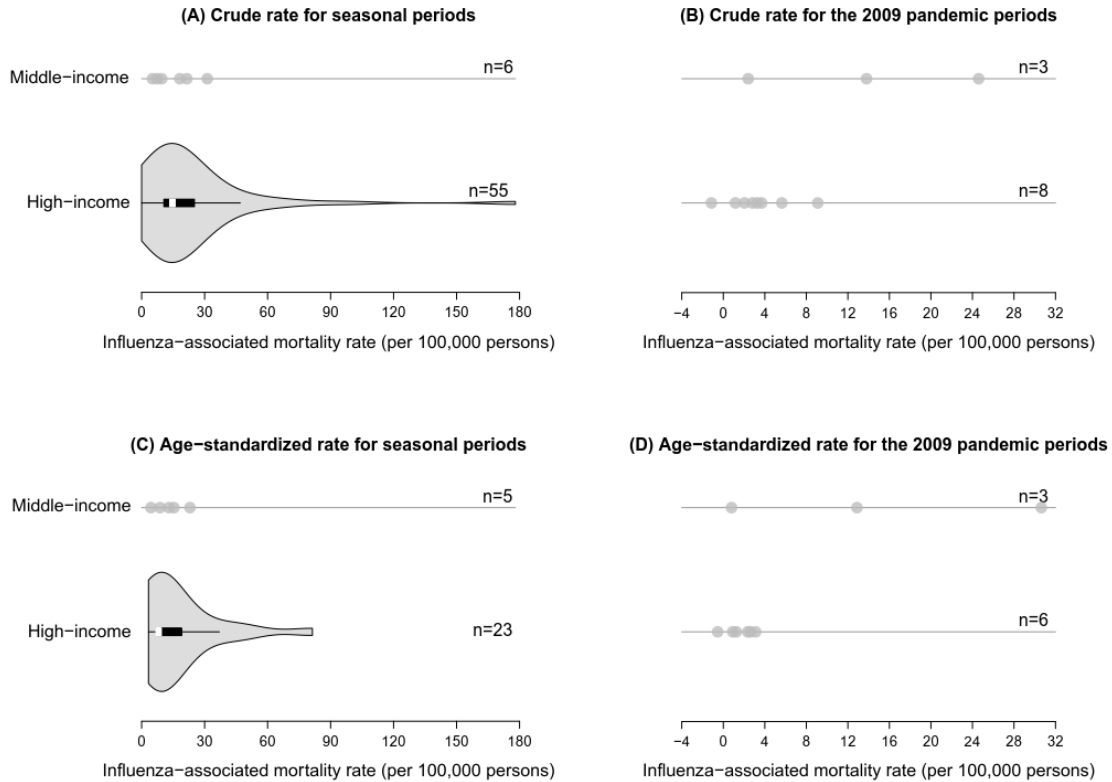 (A) Crude rate for seasonal periods
Middle−income
n=6
High−income
n=55
0 30 60 90 120 150 180
Influenza−associated mortality rate (per 100,000 persons)
(B) Crude rate for the 2009 pandemic periods
n=3
n=8
−4 0 4 8 12 16 20 24 28 32
Influenza−associated mortality rate (per 100,000 persons)
(C) Age−standardized rate for seasonal periods
Middle−income
n=5
High−income
n=23
0 30 60 90 120 150 180
Influenza−associated mortality rate (per 100,000 persons)
(D) Age−standardized rate for the 2009 pandemic periods
n=3
n=6
−4 0 4 8 12 16 20 24 28 32
Influenza−associated mortality rate (per 100,000 persons)